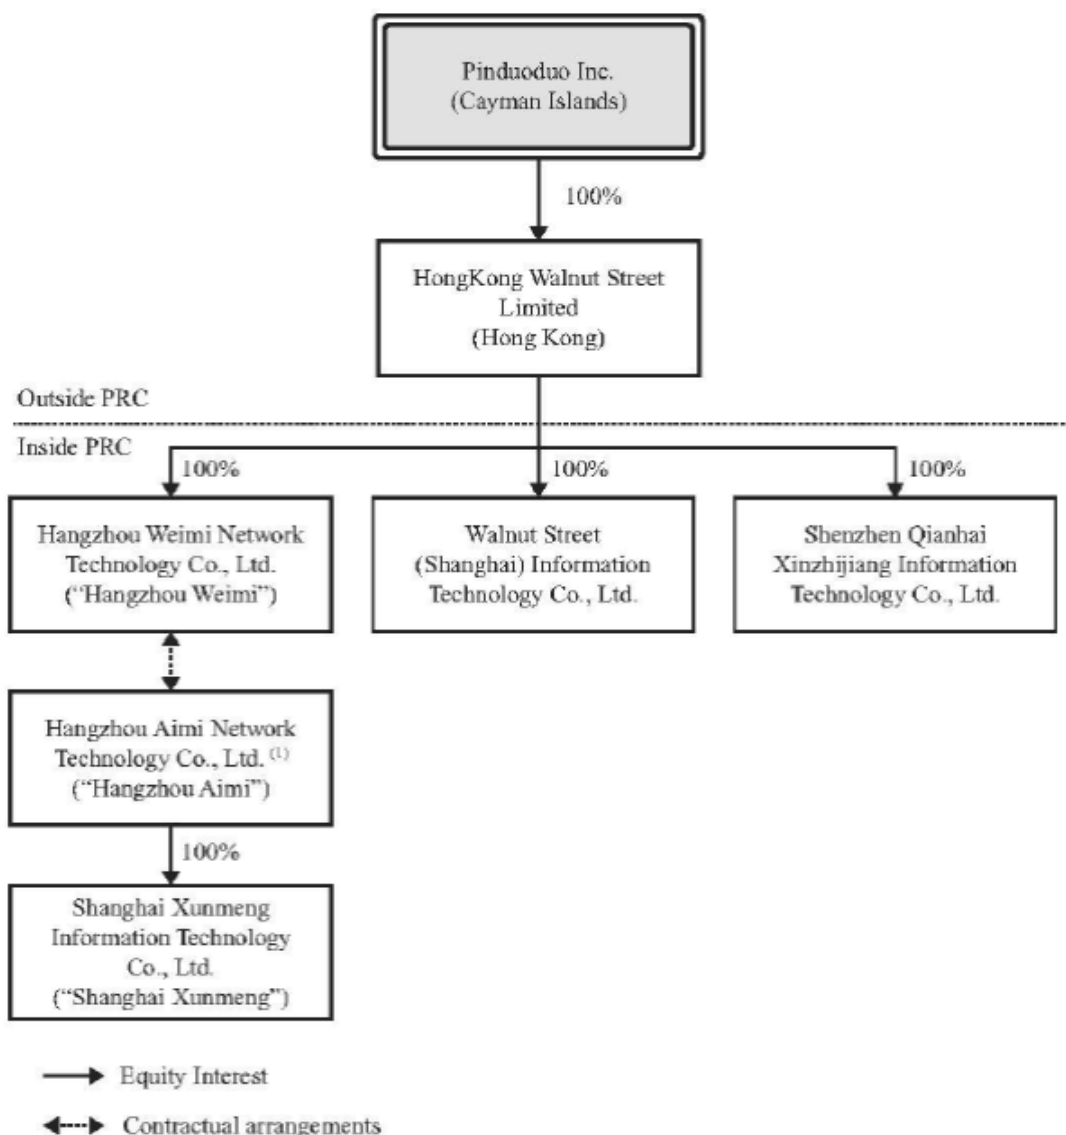 Pinduoduo Inc.
(Cayman Islands)
100%
HongKong Walnut Street
Limited
(Hong Kong)
Outside PRC
Inside PRC
100%
100%
100%
Hangzhou Weimi Network
Technology Co., Ltd.
(“Hangzhou Weimi”)
Walnut Street
(Shanghai) Information
Technology Co., Ltd.
Shenzhen Qianhai
Xinzhijiang Information
Technology Co., Ltd.
Hangzhou Aimi Network
Technology Co., Ltd. (1)
(“Hangzhou Aimi”)
100%
Shanghai Xunmeng
Information Technology
Co., Ltd.
(“Shanghai Xunmeng”)
Equity Interest
Contractual arrangements